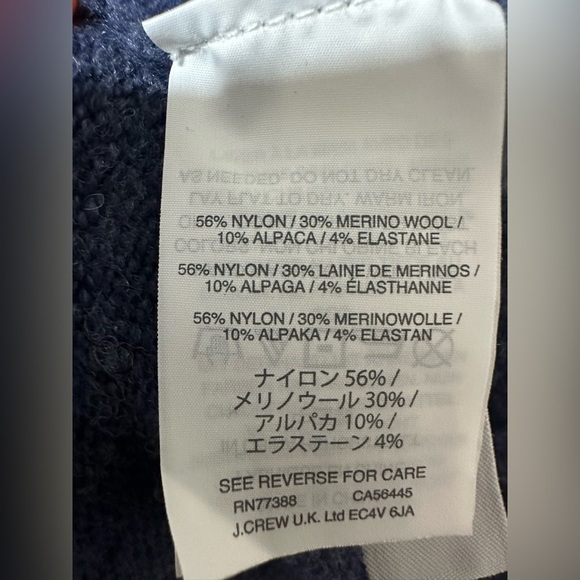 56% NYLON / 30% MERINO WOOL /
10% ALPACA / 4% ELASTANE
56% NYLON / 30% LAINE DE MERINOS /
10% ALPAGA / 4% ÉLASTHANNE
56% NYLON / 30% MERINOWOLLE /
10% ALPAKA / 4% ELASTAN
ナイロン 56% /
メリノウール 30% /
アルパカ 10% /
エラステーン 4%
SEE REVERSE FOR CARE
RN77388 CA56445
J.CREW U.K. Ltd EC4V 6JA